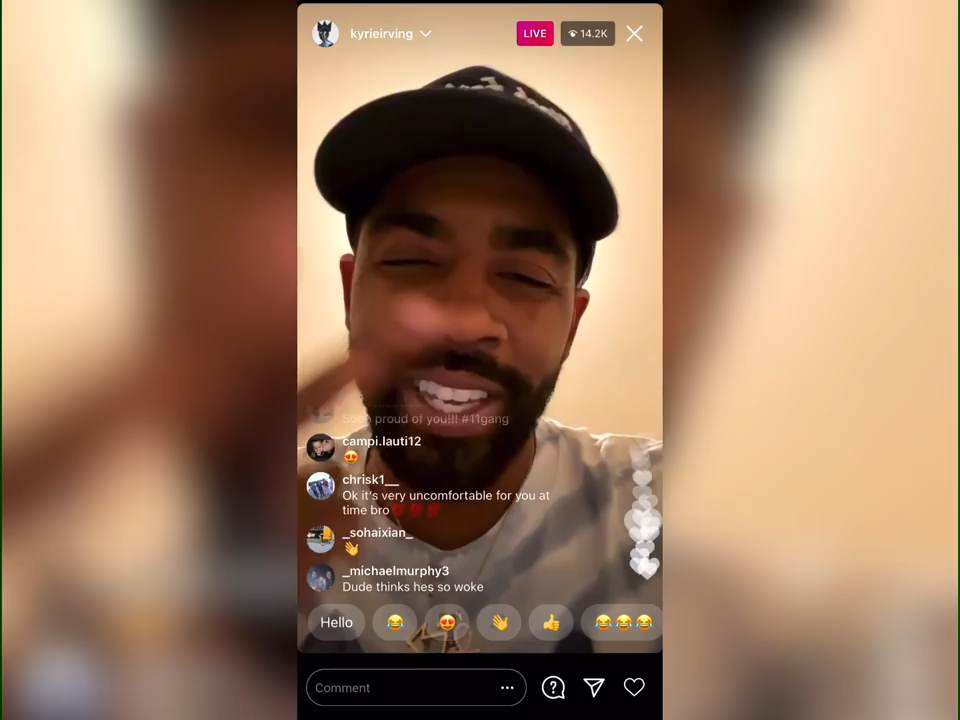 kyrieirving
LIVE
14.2K
Sooo proud of you!!! #11gang
campi.lauti12
😍
chrisk1__
Ok it's very uncomfortable for you at
time bro❤️❤️❤️
_sohaixian_
👋
_michaelmurphy3
Dude thinks hes so woke
Hello 😂 😍 👋 👍 😂😂😂
Comment